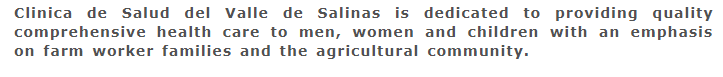 Clinica de Salud del Valle de Salinas is dedicated to providing quality
comprehensive health care to men, women and children with an emphasis
on farm worker families and the agricultural community.